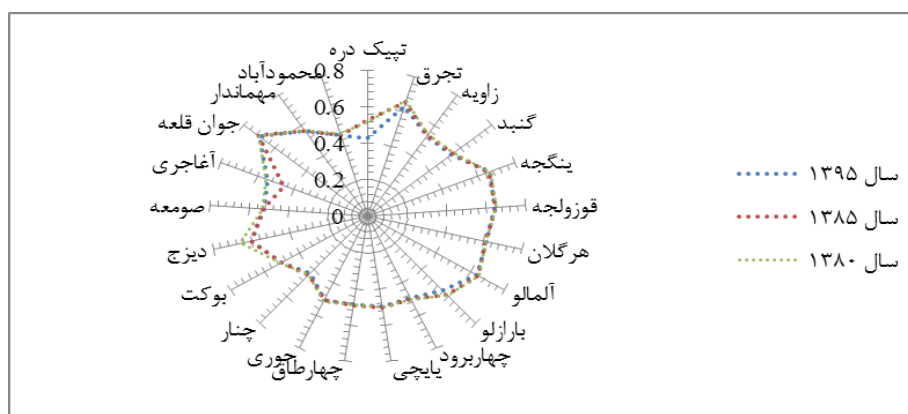 تپیک دره
تجرق
زاویه
گنبد
ینگجه
قوزولجه
هرگلان
آلمالو
بارازلو
چهاربرود
یایچی
چهارطاق
جوری
چنار
بوکت
دیزج
صومعه
آغاجری
جوان قلعه
مهماندار
محمودآباد
0.8
0.6
0.4
0.2
0
سال ۱۳۹۵
سال ۱۳۸۵
سال ۱۳۸۰